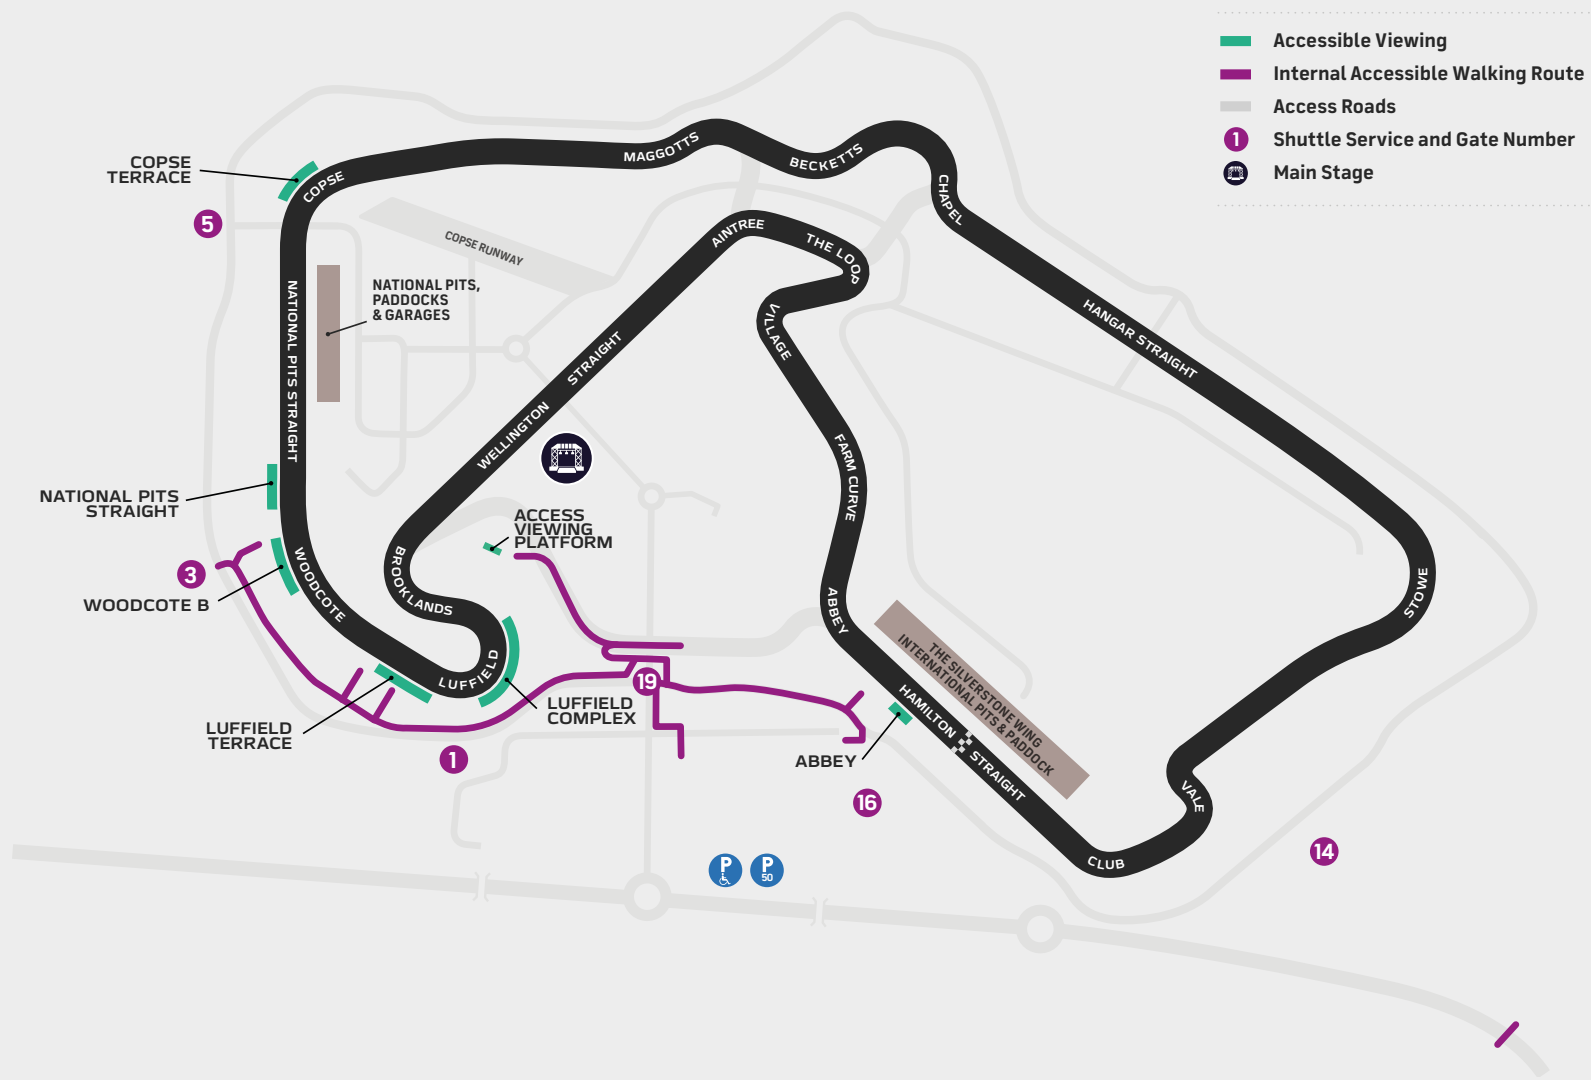 Accessible Viewing
Internal Accessible Walking Route
Access Roads
1 Shuttle Service and Gate Number
Main Stage
COPSE
TERRACE
COPSE
MAGGOTTS
BECKETTS
CHAPEL
5
COPSE RUNWAY
AINTREE
THE LOOP
NATIONAL PITS,
PADDOCKS
& GARAGES
NATIONAL PITS STRAIGHT
VILLAGE
HANGAR STRAIGHT
WELLINGTON STRAIGHT
FARM CURVE
NATIONAL PITS
STRAIGHT
ACCESS
VIEWING
PLATFORM
3
WOODCOTE
BROOKLANDS
ABBEY
STOWE
WOODCOTE B
LUFFIELD
19
THE SILVERSTONE WING
INTERNATIONAL PITS & PADDOCK
LUFFIELD
COMPLEX
HAMILTON STRAIGHT
LUFFIELD
TERRACE
1
ABBEY
VALE
16
14
CLUB
P
P
50